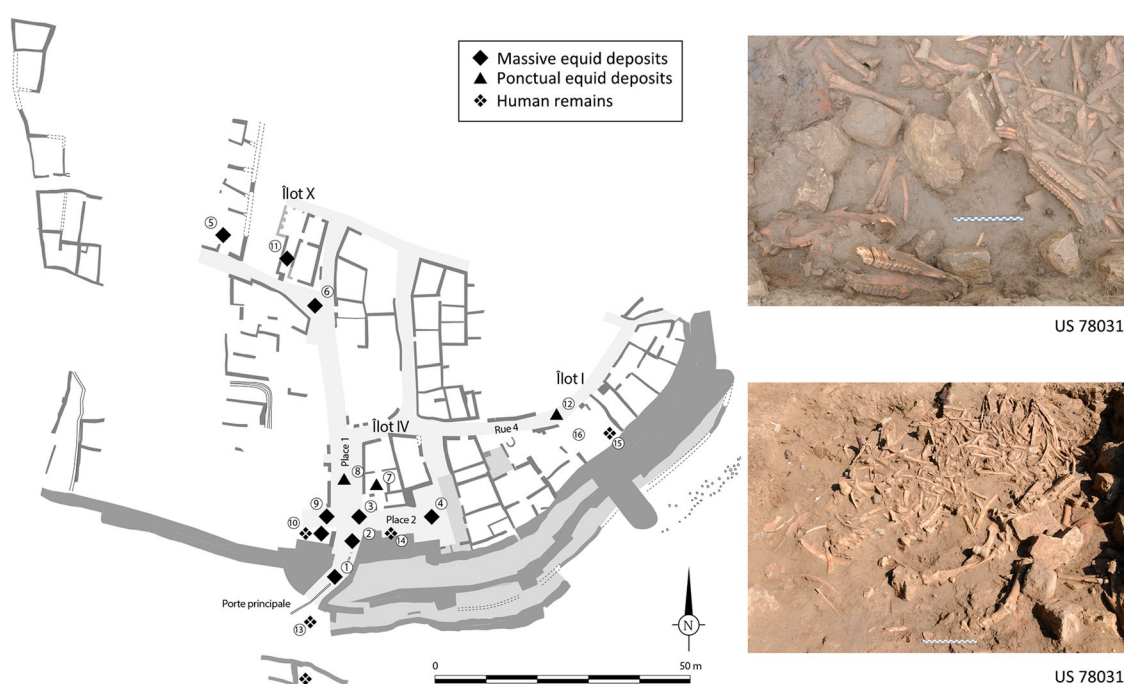 Massive equid deposits
Ponctual equid deposits
Human remains
Îlot X
5
11
6
US 78031
Îlot I
12
Îlot IV
Rue 4
16
15
Place 1
8
7
9
3
4
10
Place 2
2
14
1
Porte principale
13
N
0
50 m
US 78031